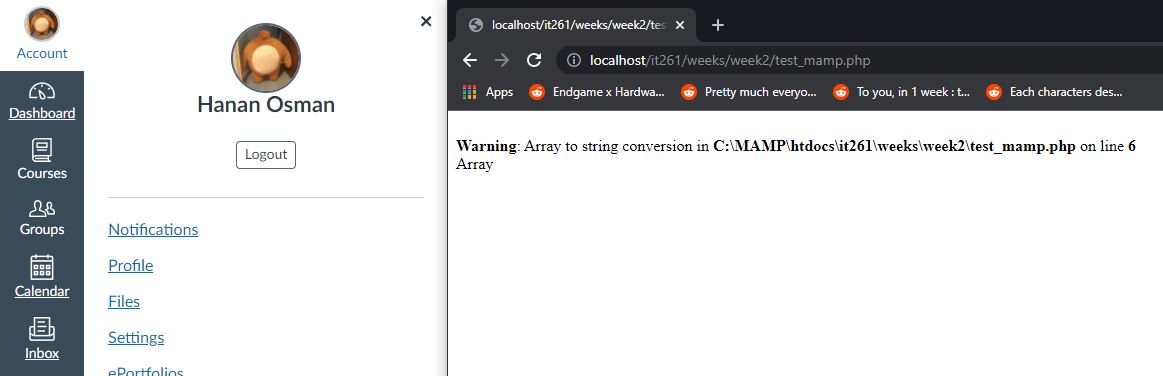 Account
Dashboard
Courses
Groups
Calendar
Inbox
Hanan Osman
Logout
Notifications
Profile
Files
Settings
ePortfolios
localhost/it261/weeks/week2/tes
localhost/it261/weeks/week2/test_mamp.php
Apps Endgame x Hardwa... Pretty much everyo... To you, in 1 week : t... Each characters des...
Warning: Array to string conversion in C:\MAMP\htdocs\it261\weeks\week2\test_mamp.php on line 6
Array